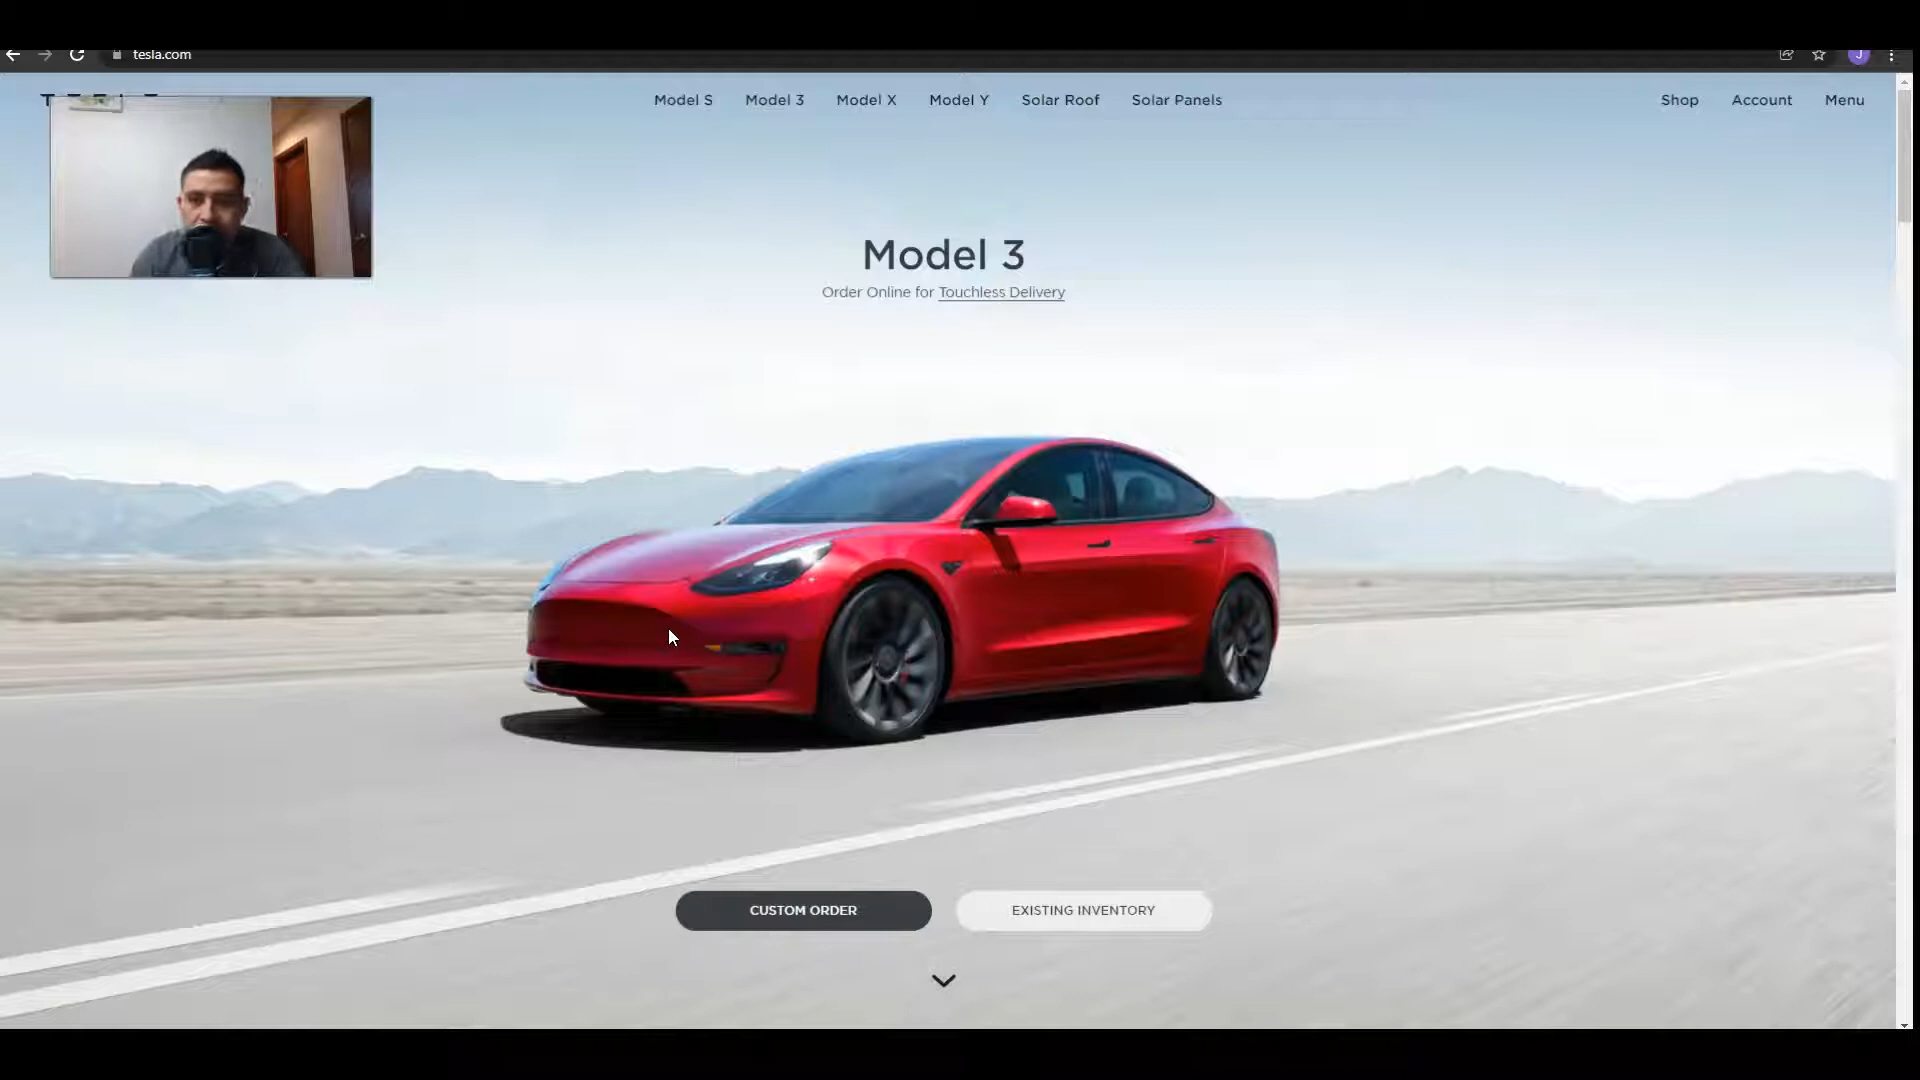 tesla.com
J
Model S Model 3 Model X Model Y Solar Roof Solar Panels Shop Account Menu
Model 3
Order Online for Touchless Delivery
CUSTOM ORDER EXISTING INVENTORY